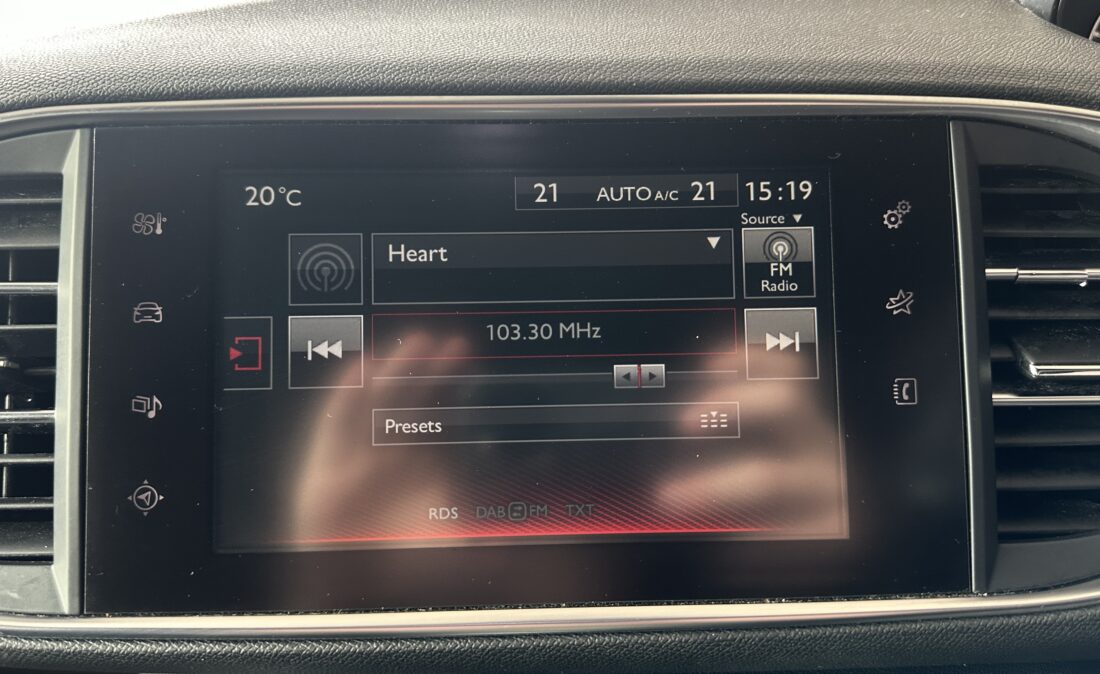 20°C
21 AUTO A/C 21
15:19
Source
Heart
FM
Radio
103.30 MHz
Presets
RDS DAB FM TXT